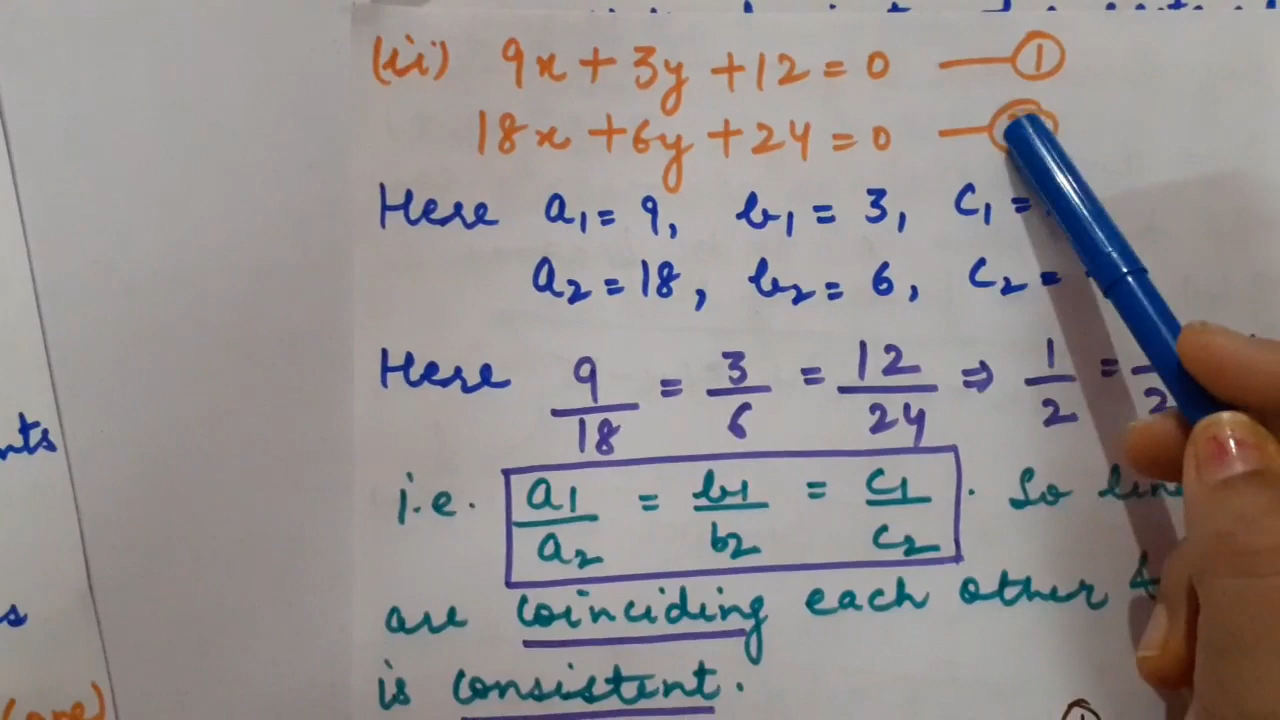 (ii) 9x + 3y + 12 = 0 —①
18x + 6y + 24 = 0 —
Here a₁ = 9, b₁ = 3, c₁ =
a₂ = 18, b₂ = 6, c₂ =
Here 9/18 = 3/6 = 12/24 ⇒ 1/2 =
i.e. a₁/a₂ = b₁/b₂ = c₁/c₂ . So
are coinciding each other &
is consistent.